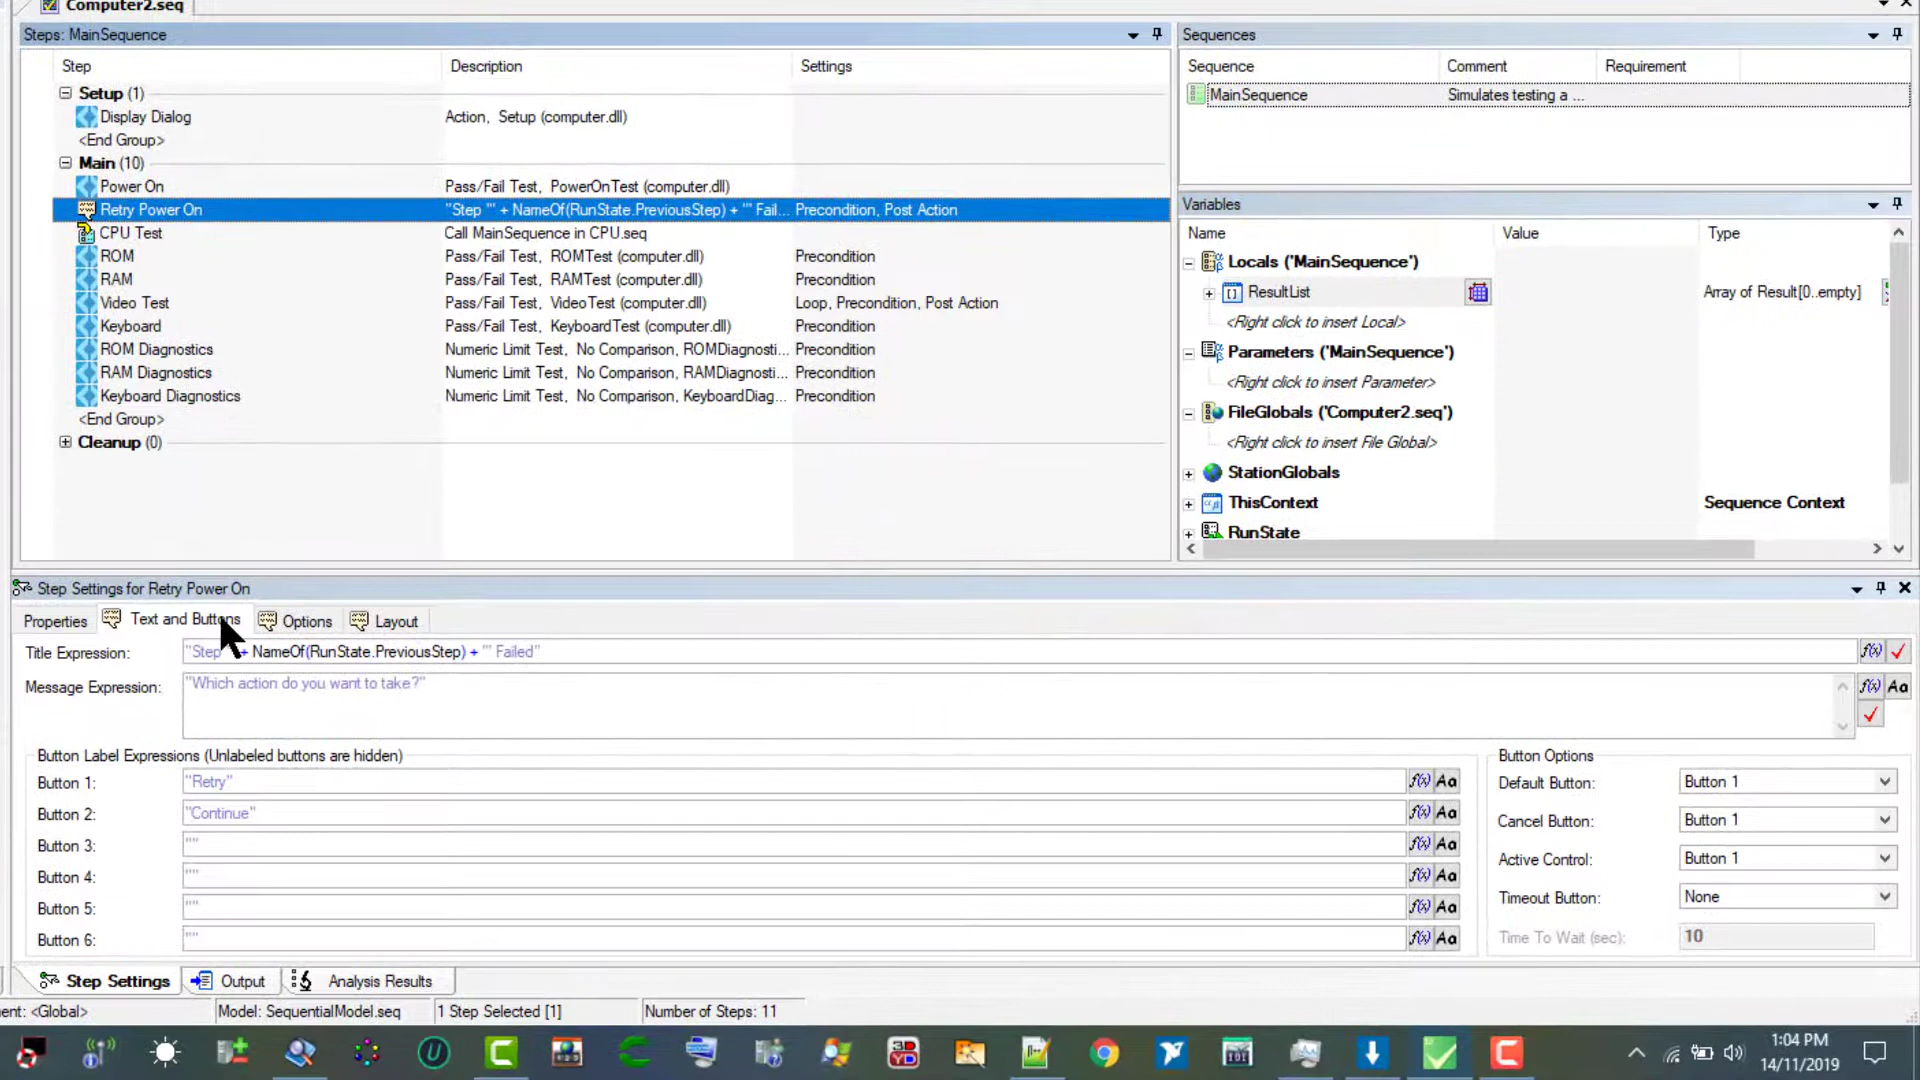 Computer2.seq
Steps: MainSequence
Step Description Settings
Setup (1)
Display Dialog Action, Setup (computer.dll)
<End Group>
Main (10)
Power On Pass/Fail Test, PowerOnTest (computer.dll)
Retry Power On "Step '" + NameOf(RunState.PreviousStep) + "' Fail... Precondition, Post Action
CPU Test Call MainSequence in CPU.seq
ROM Pass/Fail Test, ROMTest (computer.dll) Precondition
RAM Pass/Fail Test, RAMTest (computer.dll) Precondition
Video Test Pass/Fail Test, VideoTest (computer.dll) Loop, Precondition, Post Action
Keyboard Pass/Fail Test, KeyboardTest (computer.dll) Precondition
ROM Diagnostics Numeric Limit Test, No Comparison, ROMDiagnosti... Precondition
RAM Diagnostics Numeric Limit Test, No Comparison, RAMDiagnosti... Precondition
Keyboard Diagnostics Numeric Limit Test, No Comparison, KeyboardDiag... Precondition
<End Group>
Cleanup (0)
Sequences
Sequence Comment Requirement
MainSequence Simulates testing a ...
Variables
Name Value Type
Locals ('MainSequence')
ResultList Array of Result[0..empty]
<Right click to insert Local>
Parameters ('MainSequence')
<Right click to insert Parameter>
FileGlobals ('Computer2.seq')
<Right click to insert File Global>
StationGlobals
ThisContext Sequence Context
RunState
Step Settings for Retry Power On
Properties Text and Buttons Options Layout
Title Expression: "Step + NameOf(RunState.PreviousStep) + "' Failed" f(x)
Message Expression: "Which action do you want to take?" f(x) Aa
Button Label Expressions (Unlabeled buttons are hidden)
Button 1: "Retry" f(x) Aa
Button 2: "Continue" f(x) Aa
Button 3: "" f(x) Aa
Button 4: "" f(x) Aa
Button 5: "" f(x) Aa
Button 6: "" f(x) Aa
Button Options
Default Button: Button 1
Cancel Button: Button 1
Active Control: Button 1
Timeout Button: None
Time To Wait (sec): 10
Step Settings Output Analysis Results
ent: <Global> Model: SequentialModel.seq 1 Step Selected [1] Number of Steps: 11
1:04 PM
14/11/2019